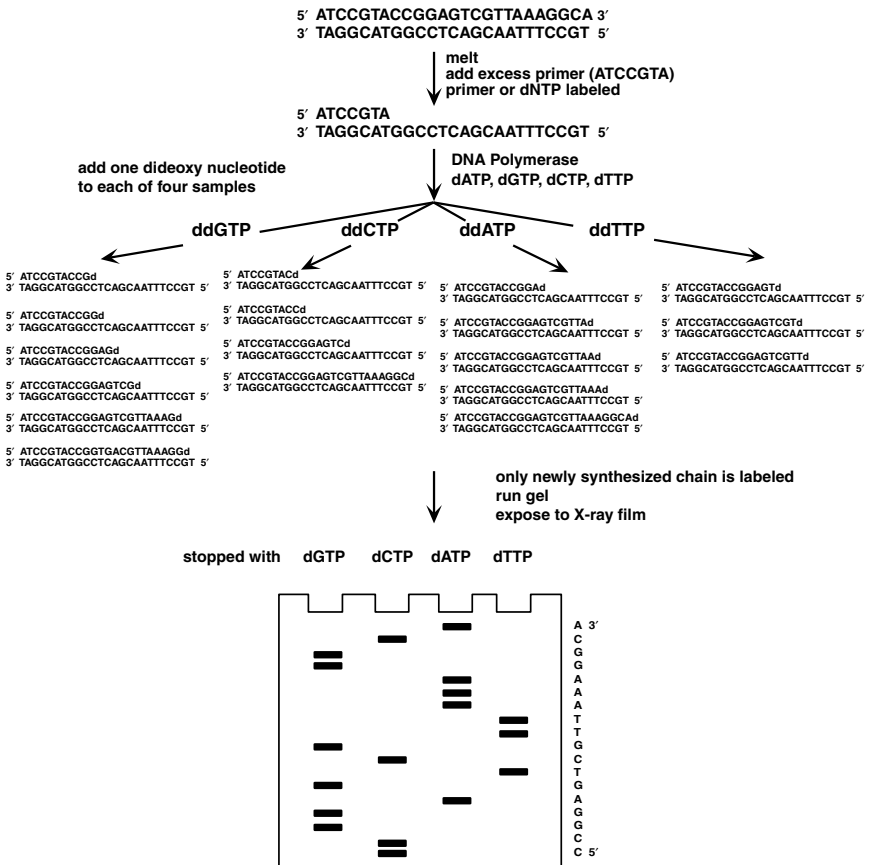 5′ ATCCGTACCGGAGTCGTTAAAGGCA 3′
3′ TAGGCATGGCCTCAGCAATTTCCGT 5′
melt
add excess primer (ATCCGTA)
primer or dNTP labeled
5′ ATCCGTA
3′ TAGGCATGGCCTCAGCAATTTCCGT 5′
add one dideoxy nucleotide
to each of four samples
DNA Polymerase
dATP, dGTP, dCTP, dTTP
ddGTP
ddCTP
ddATP
ddTTP
5′ ATCCGTACCGd
3′ TAGGCATGGCCTCAGCAATTTCCGT 5′
5′ ATCCGTACCGGd
3′ TAGGCATGGCCTCAGCAATTTCCGT 5′
5′ ATCCGTACCGGAGd
3′ TAGGCATGGCCTCAGCAATTTCCGT 5′
5′ ATCCGTACCGGAGTCGd
3′ TAGGCATGGCCTCAGCAATTTCCGT 5′
5′ ATCCGTACCGGAGTCGTTAAAGd
3′ TAGGCATGGCCTCAGCAATTTCCGT 5′
5′ ATCCGTACCGGTGACGTTAAAGGd
3′ TAGGCATGGCCTCAGCAATTTCCGT 5′
5′ ATCCGTACd
3′ TAGGCATGGCCTCAGCAATTTCCGT 5′
5′ ATCCGTACCd
3′ TAGGCATGGCCTCAGCAATTTCCGT 5′
5′ ATCCGTACCGGAGTCd
3′ TAGGCATGGCCTCAGCAATTTCCGT 5′
5′ ATCCGTACCGGAGTCGTTAAAGGCd
3′ TAGGCATGGCCTCAGCAATTTCCGT 5′
5′ ATCCGTACCGGAd
3′ TAGGCATGGCCTCAGCAATTTCCGT 5′
5′ ATCCGTACCGGAGTCGTTAd
3′ TAGGCATGGCCTCAGCAATTTCCGT 5′
5′ ATCCGTACCGGAGTCGTTAAd
3′ TAGGCATGGCCTCAGCAATTTCCGT 5′
5′ ATCCGTACCGGAGTCGTTAAAd
3′ TAGGCATGGCCTCAGCAATTTCCGT 5′
5′ ATCCGTACCGGAGTCGTTAAAGGCAd
3′ TAGGCATGGCCTCAGCAATTTCCGT 5′
5′ ATCCGTACCGGAGTd
3′ TAGGCATGGCCTCAGCAATTTCCGT 5′
5′ ATCCGTACCGGAGTCGTd
3′ TAGGCATGGCCTCAGCAATTTCCGT 5′
5′ ATCCGTACCGGAGTCGTTd
3′ TAGGCATGGCCTCAGCAATTTCCGT 5′
only newly synthesized chain is labeled
run gel
expose to X-ray film
stopped with dGTP dCTP dATP dTTP
A 3′
C
G
G
A
A
A
T
T
G
C
T
G
A
G
G
C
C 5′